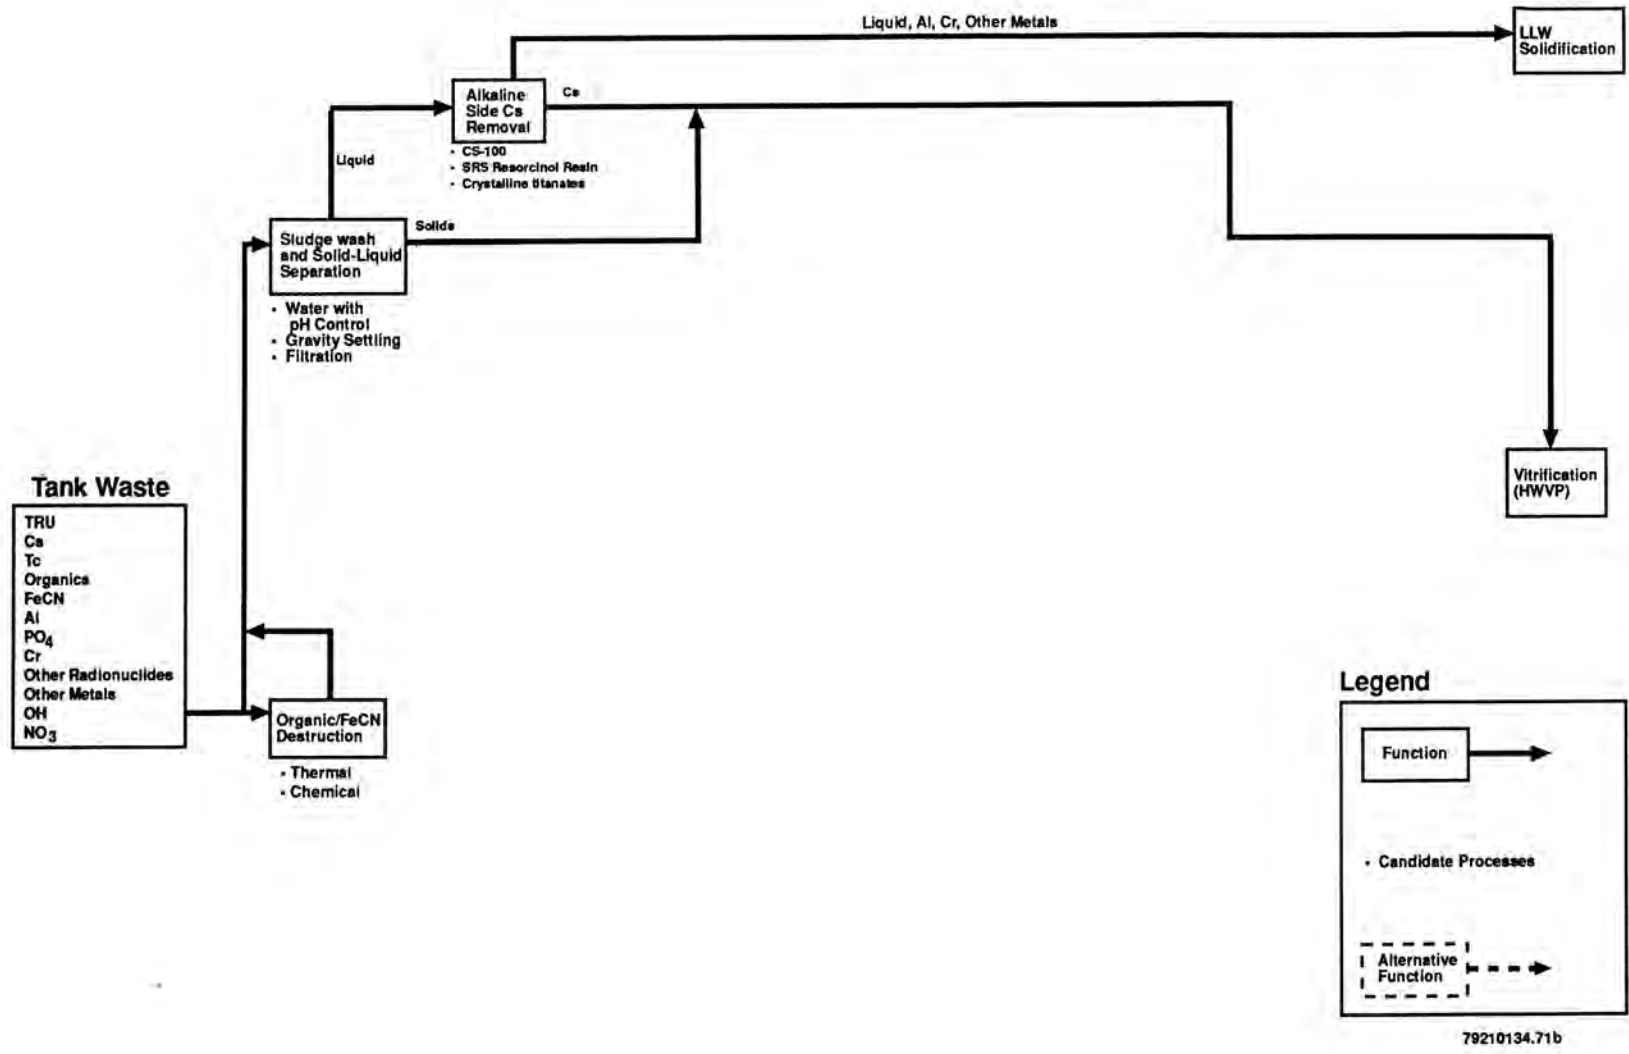 Liquid, Al, Cr, Other Metals
LLW
Solidification
Alkaline
Side Cs
Removal
Cs
• CS-100
• SRS Resorcinol Resin
• Crystalline titanates
Liquid
Sludge wash
and Solid-Liquid
Separation
Solids
• Water with
pH Control
• Gravity Settling
• Filtration
Vitrification
(HWVP)
Tank Waste
TRU
Cs
Tc
Organics
FeCN
Al
PO4
Cr
Other Radionuclides
Other Metals
OH
NO3
Organic/FeCN
Destruction
• Thermal
• Chemical
Legend
Function
• Candidate Processes
Alternative
Function
79210134.71b